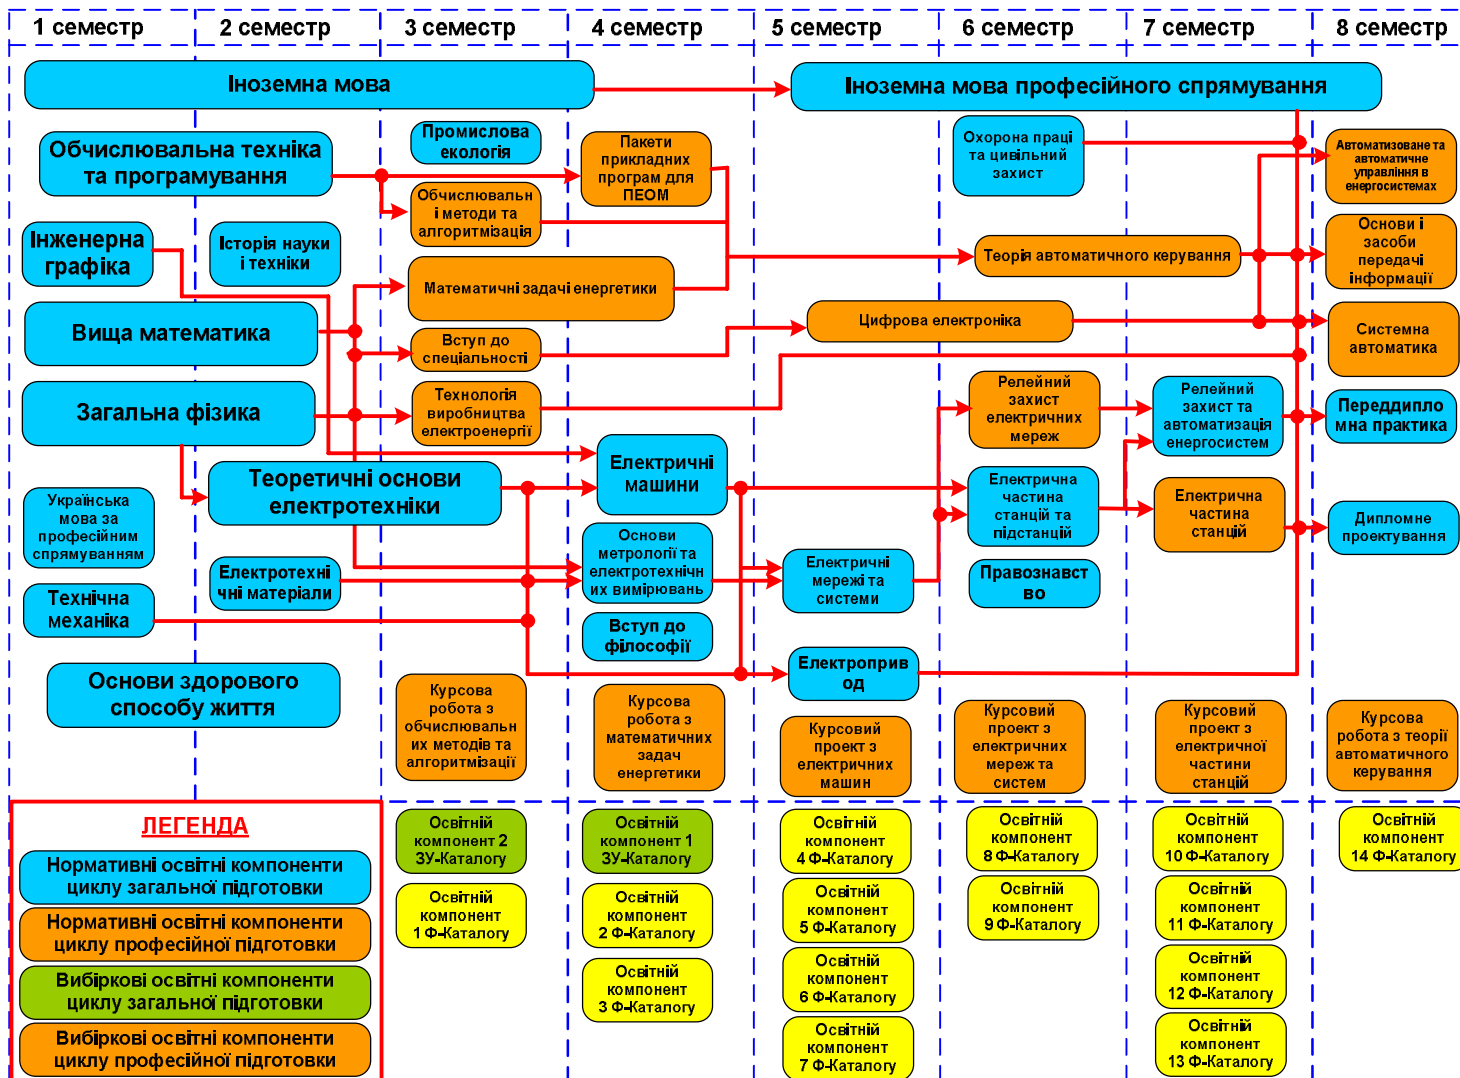 1 семестр
2 семестр
3 семестр
4 семестр
5 семестр
6 семестр
7 семестр
8 семестр
Іноземна мова
Іноземна мова професійного спрямування
Обчислювальна техніка
та програмування
Промислова
екологія
Пакети
прикладних
програм для
ПЕОМ
Охорона праці
та цивільний
захист
Автоматизоване та
автоматичне
управління в
енергосистемах
Обчислювальн
і методи та
алгоритмізація
Інженерна
графіка
Історія науки
і техніки
Теорія автоматичного керування
Основи і
засоби
передачі
інформації
Математичні задачі енергетики
Вища математика
Вступ до
спеціальності
Цифрова електроніка
Системна
автоматика
Загальна фізика
Технологія
виробництва
електроенергії
Релейний
захист
електричних
мереж
Релейний
захист та
автоматизація
енергосистем
Переддипло
мна практика
Теоретичні основи
електротехніки
Електричні
машини
Українська
мова за
професійним
спрямуванням
Електрична
частина
станцій та
підстанцій
Електрична
частина
станцій
Дипломне
проектування
Основи
метрології та
електротехнічн
их вимірювань
Електротехні
чні матеріали
Електричні
мережі та
системи
Правознавст
во
Технічна
механіка
Вступ до
філософії
Основи здорового
способу життя
Електроприв
од
Курсова
робота з
обчислювальн
их методів та
алгоритмізації
Курсова
робота з
математичних
задач
енергетики
Курсовий
проект з
електричних
машин
Курсовий
проект з
електричних
мереж та
систем
Курсовий
проект з
електричної
частини
станцій
Курсова
робота з теорії
автоматичного
керування
ЛЕГЕНДА
Нормативні освітні компоненти
циклу загальної підготовки
Нормативні освітні компоненти
циклу професійної підготовки
Вибіркові освітні компоненти
циклу загальної підготовки
Вибіркові освітні компоненти
циклу професійної підготовки
Освітній
компонент 2
ЗУ-Каталогу
Освітній
компонент
1 Ф-Каталогу
Освітній
компонент 1
ЗУ-Каталогу
Освітній
компонент
2 Ф-Каталогу
Освітній
компонент
3 Ф-Каталогу
Освітній
компонент
4 Ф-Каталогу
Освітній
компонент
5 Ф-Каталогу
Освітній
компонент
6 Ф-Каталогу
Освітній
компонент
7 Ф-Каталогу
Освітній
компонент
8 Ф-Каталогу
Освітній
компонент
9 Ф-Каталогу
Освітній
компонент
10 Ф-Каталогу
Освітній
компонент
11 Ф-Каталогу
Освітній
компонент
12 Ф-Каталогу
Освітній
компонент
13 Ф-Каталогу
Освітній
компонент
14 Ф-Каталогу